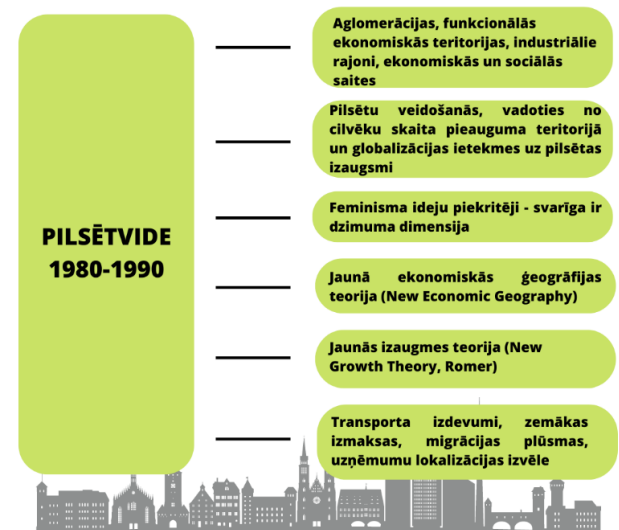 PILSĒTVIDE
1980-1990
Aglomerācijas, funkcionālās
ekonomiskās teritorijas, industriālie
rajoni, ekonomiskās un sociālās
saites
Pilsētu veidošanās, vadoties no
cilvēku skaita pieauguma teritorijā
un globalizācijas ietekmes uz pilsētas
izaugsmi
Feminisma ideju piekritēji - svarīga ir
dzimuma dimensija
Jaunā ekonomiskās ģeogrāfijas
teorija (New Economic Geography)
Jaunās izaugmes teorija (New
Growth Theory, Romer)
Transporta izdevumi, zemākas
izmaksas, migrācijas plūsmas,
uzņēmumu lokalizācijas izvēle